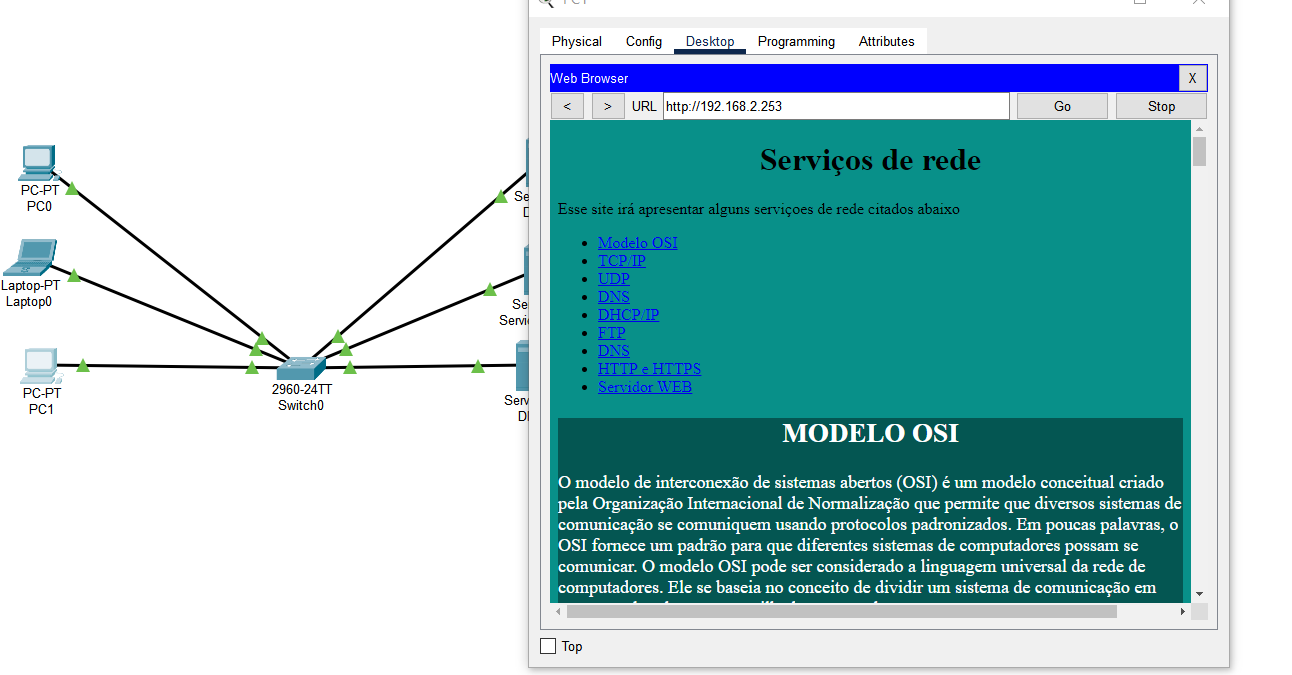 Physical Config Desktop Programming Attributes
Web Browser X
< > URL http://192.168.2.253 Go Stop
Serviços de rede
Esse site irá apresentar alguns serviçoes de rede citados abaixo
Modelo OSI
TCP/IP
UDP
DNS
DHCP/IP
FTP
DNS
HTTP e HTTPS
Servidor WEB
MODELO OSI
O modelo de interconexão de sistemas abertos (OSI) é um modelo conceitual criado
pela Organização Internacional de Normalização que permite que diversos sistemas de
comunicação se comuniquem usando protocolos padronizados. Em poucas palavras, o
OSI fornece um padrão para que diferentes sistemas de computadores possam se
comunicar. O modelo OSI pode ser considerado a linguagem universal da rede de
computadores. Ele se baseia no conceito de dividir um sistema de comunicação em
Top
PC-PT
PC0
Laptop-PT
Laptop0
PC-PT
PC1
2960-24TT
Switch0